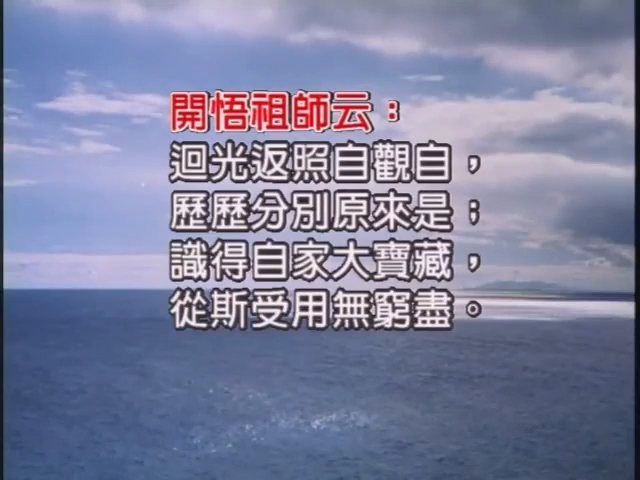 開悟祖師云：
迴光返照自觀自，
歷歷分別原來是；
識得自家大寶藏，
從斯受用無窮盡。